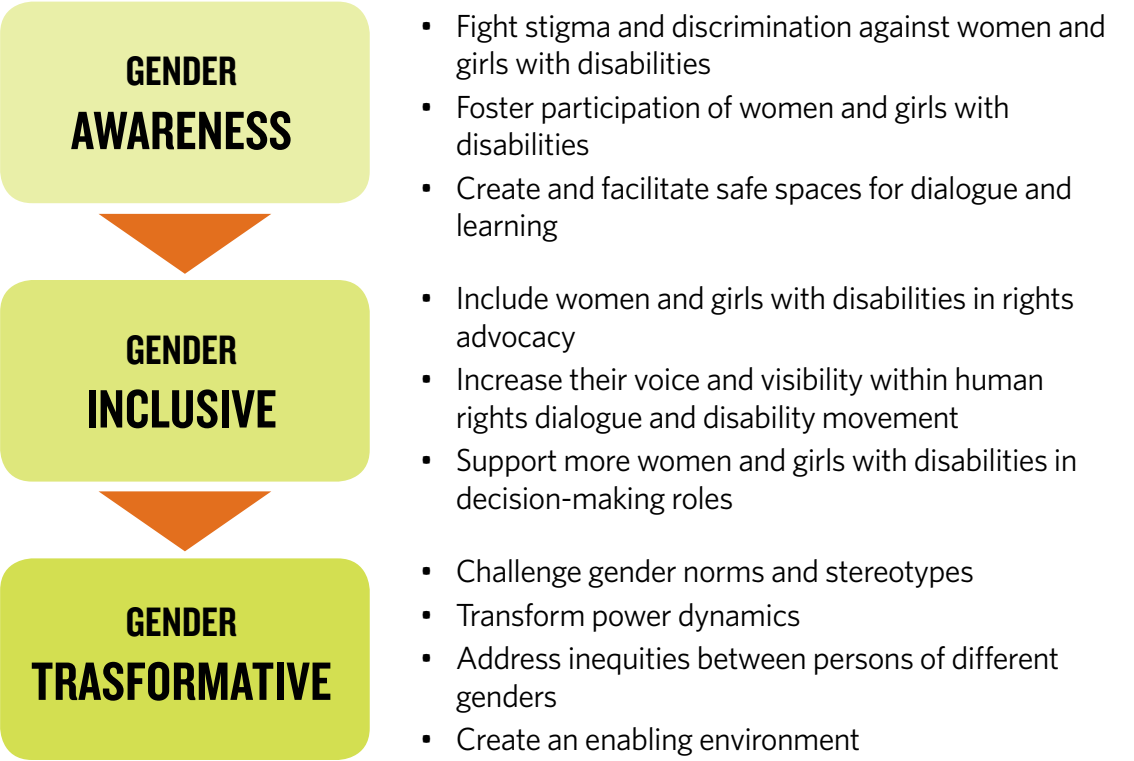 GENDER
AWARENESS
• Fight stigma and discrimination against women and
girls with disabilities
• Foster participation of women and girls with
disabilities
• Create and facilitate safe spaces for dialogue and
learning
GENDER
INCLUSIVE
• Include women and girls with disabilities in rights
advocacy
• Increase their voice and visibility within human
rights dialogue and disability movement
• Support more women and girls with disabilities in
decision-making roles
GENDER
TRASFORMATIVE
• Challenge gender norms and stereotypes
• Transform power dynamics
• Address inequities between persons of different
genders
• Create an enabling environment